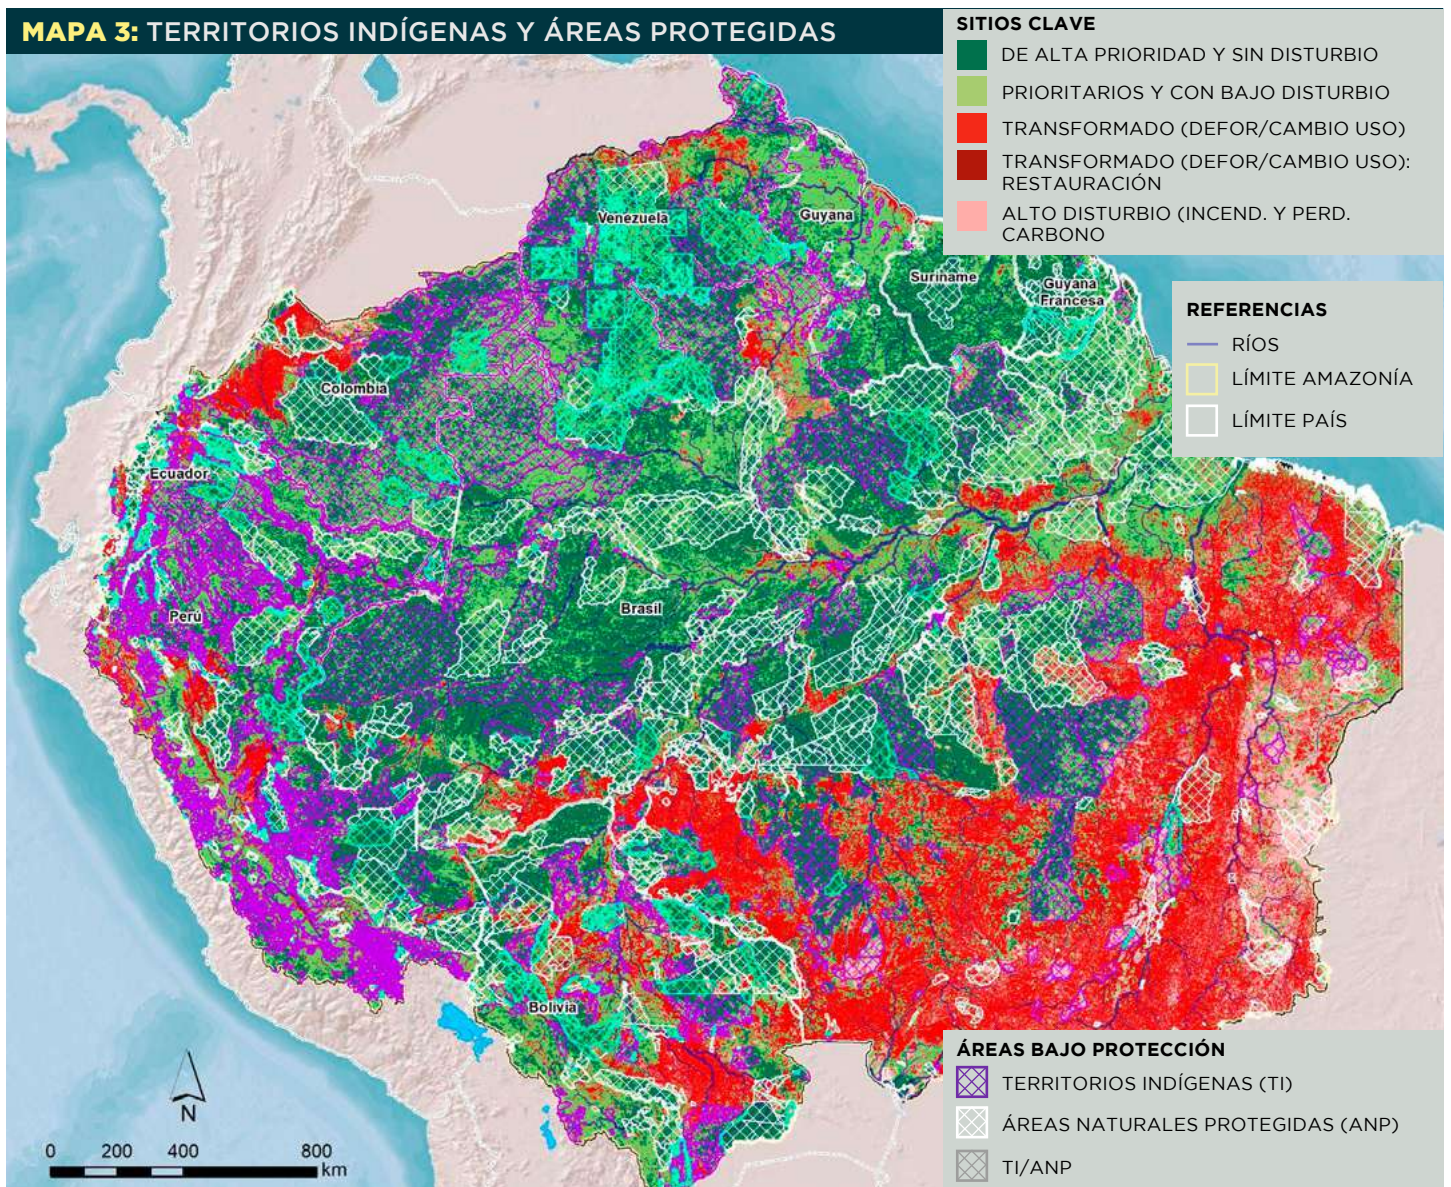 MAPA 3: TERRITORIOS INDÍGENAS Y ÁREAS PROTEGIDAS
SITIOS CLAVE
DE ALTA PRIORIDAD Y SIN DISTURBIO
PRIORITARIOS Y CON BAJO DISTURBIO
TRANSFORMADO (DEFOR/CAMBIO USO)
TRANSFORMADO (DEFOR/CAMBIO USO):
RESTAURACIÓN
ALTO DISTURBIO (INCEND. Y PERD.
CARBONO
REFERENCIAS
RÍOS
LÍMITE AMAZONÍA
LÍMITE PAÍS
Venezuela
Guyana
Suriname
Guyana
Francesa
Colombia
Ecuador
Perú
Brasil
Bolivia
N
0 200 400 800
km
ÁREAS BAJO PROTECCIÓN
TERRITORIOS INDÍGENAS (TI)
ÁREAS NATURALES PROTEGIDAS (ANP)
TI/ANP